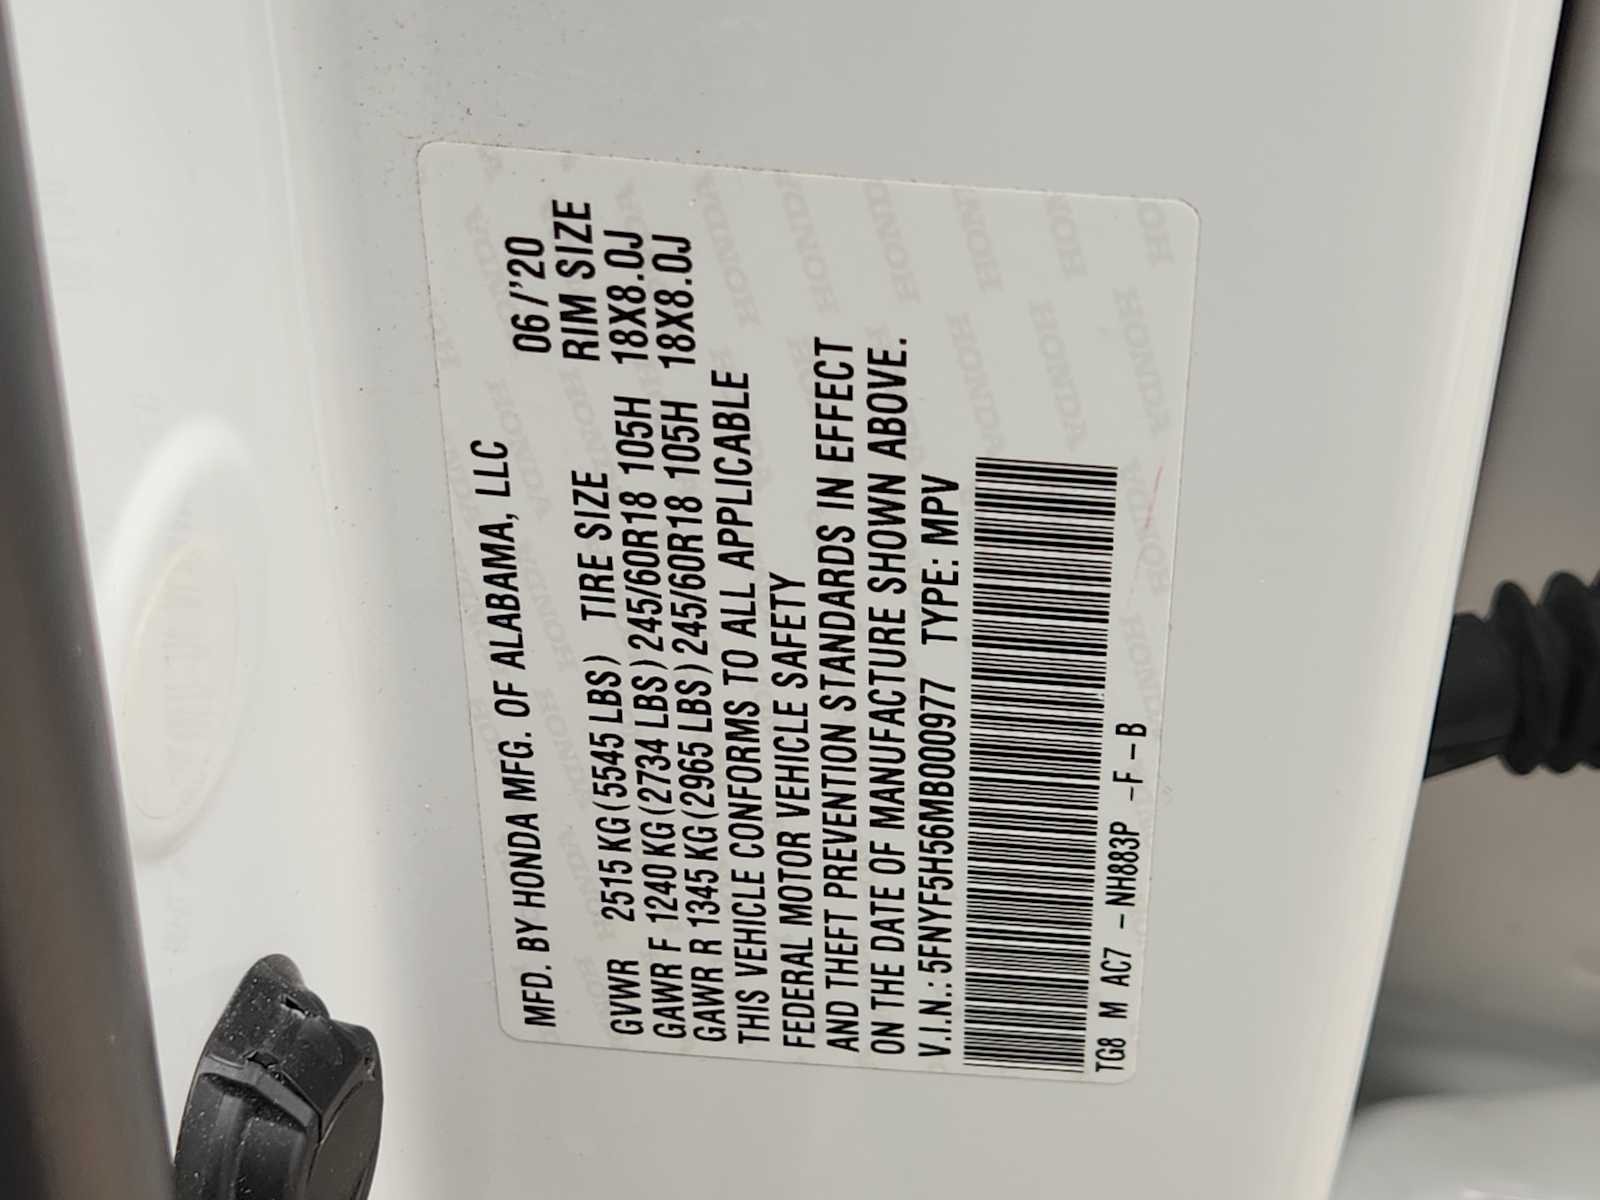 MFD. BY HONDA MFG. OF ALABAMA, LLC 06/'20
TIRE SIZE RIM SIZE
GVWR 2515 KG (5545 LBS)
GAWR F 1240 KG (2734 LBS) 245/60R18 105H 18X8.0J
GAWR R 1345 KG (2965 LBS) 245/60R18 105H 18X8.0J
THIS VEHICLE CONFORMS TO ALL APPLICABLE
FEDERAL MOTOR VEHICLE SAFETY
AND THEFT PREVENTION STANDARDS IN EFFECT
ON THE DATE OF MANUFACTURE SHOWN ABOVE.
V.I.N.: 5FNYF5H56MB000977 TYPE: MPV
TG8 M AC7 -NH883P -F-B